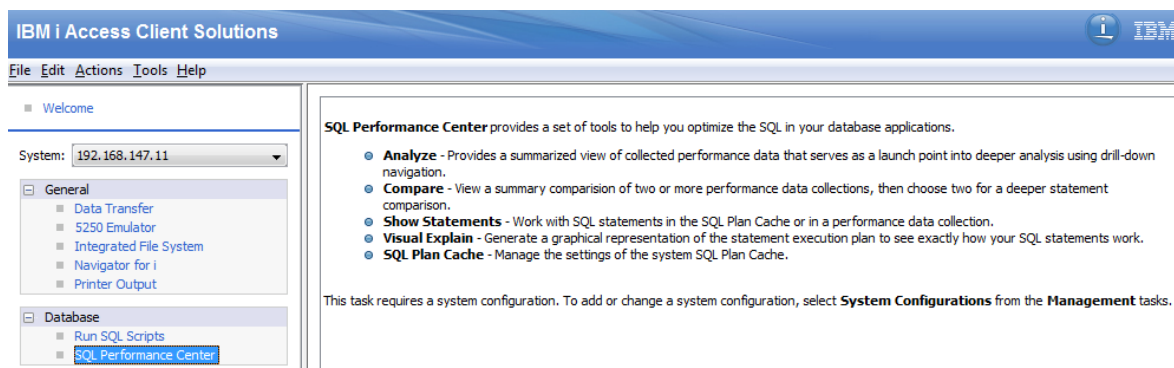 IBM i Access Client Solutions
i
IBM
File Edit Actions Tools Help
Welcome
System: 192.168.147.11
General
Data Transfer
5250 Emulator
Integrated File System
Navigator for i
Printer Output
Database
Run SQL Scripts
SQL Performance Center
SQL Performance Center provides a set of tools to help you optimize the SQL in your database applications.
Analyze - Provides a summarized view of collected performance data that serves as a launch point into deeper analysis using drill-down
navigation.
Compare - View a summary comparision of two or more performance data collections, then choose two for a deeper statement
comparison.
Show Statements - Work with SQL statements in the SQL Plan Cache or in a performance data collection.
Visual Explain - Generate a graphical representation of the statement execution plan to see exactly how your SQL statements work.
SQL Plan Cache - Manage the settings of the system SQL Plan Cache.
This task requires a system configuration. To add or change a system configuration, select System Configurations from the Management tasks.